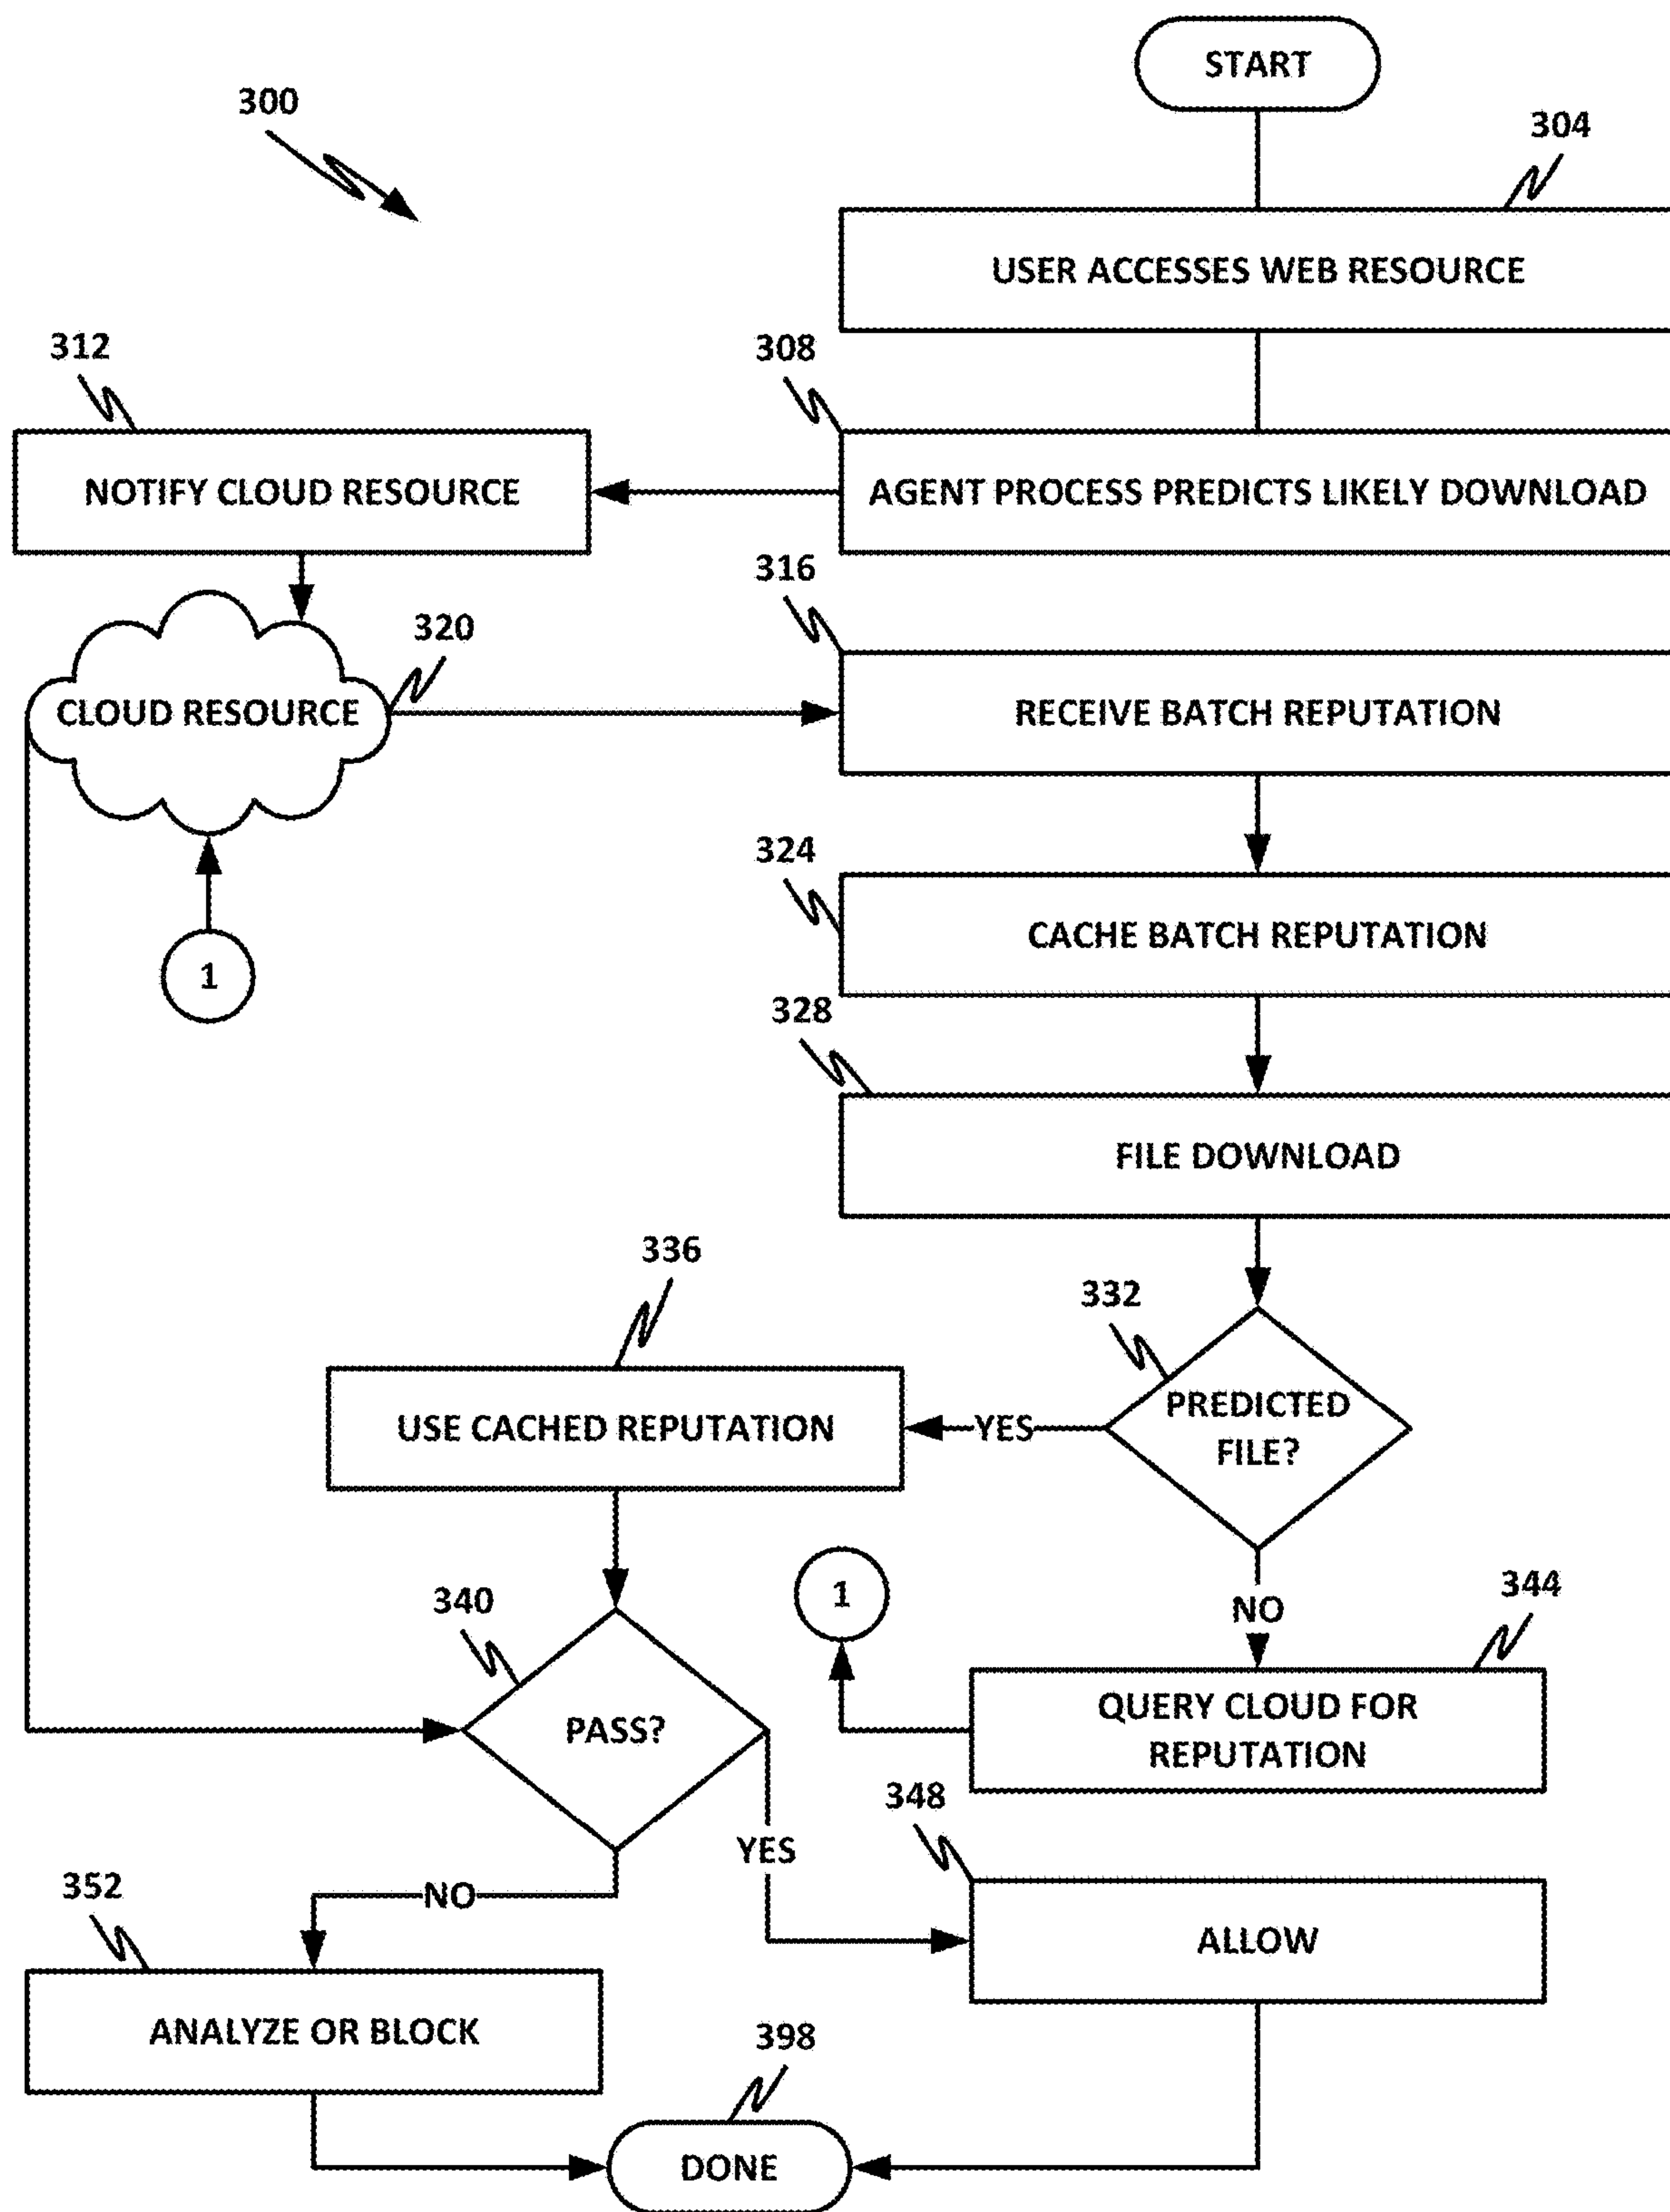 START
300
304
USER ACCESSES WEB RESOURCE
312
308
NOTIFY CLOUD RESOURCE
AGENT PROCESS PREDICTS LIKELY DOWNLOAD
316
320
CLOUD RESOURCE
RECEIVE BATCH REPUTATION
324
CACHE BATCH REPUTATION
1
328
FILE DOWNLOAD
336
332
USE CACHED REPUTATION
YES
PREDICTED
FILE?
340
1
NO
344
PASS?
QUERY CLOUD FOR
REPUTATION
348
YES
352
NO
ALLOW
ANALYZE OR BLOCK
398
DONE